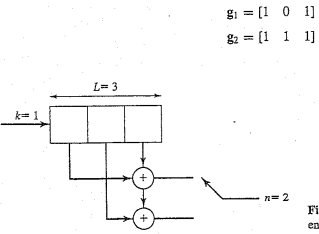 g₁ = [1 0 1]
g₂ = [1 1 1]
L= 3
k= 1
+
n= 2
+
Fi
en